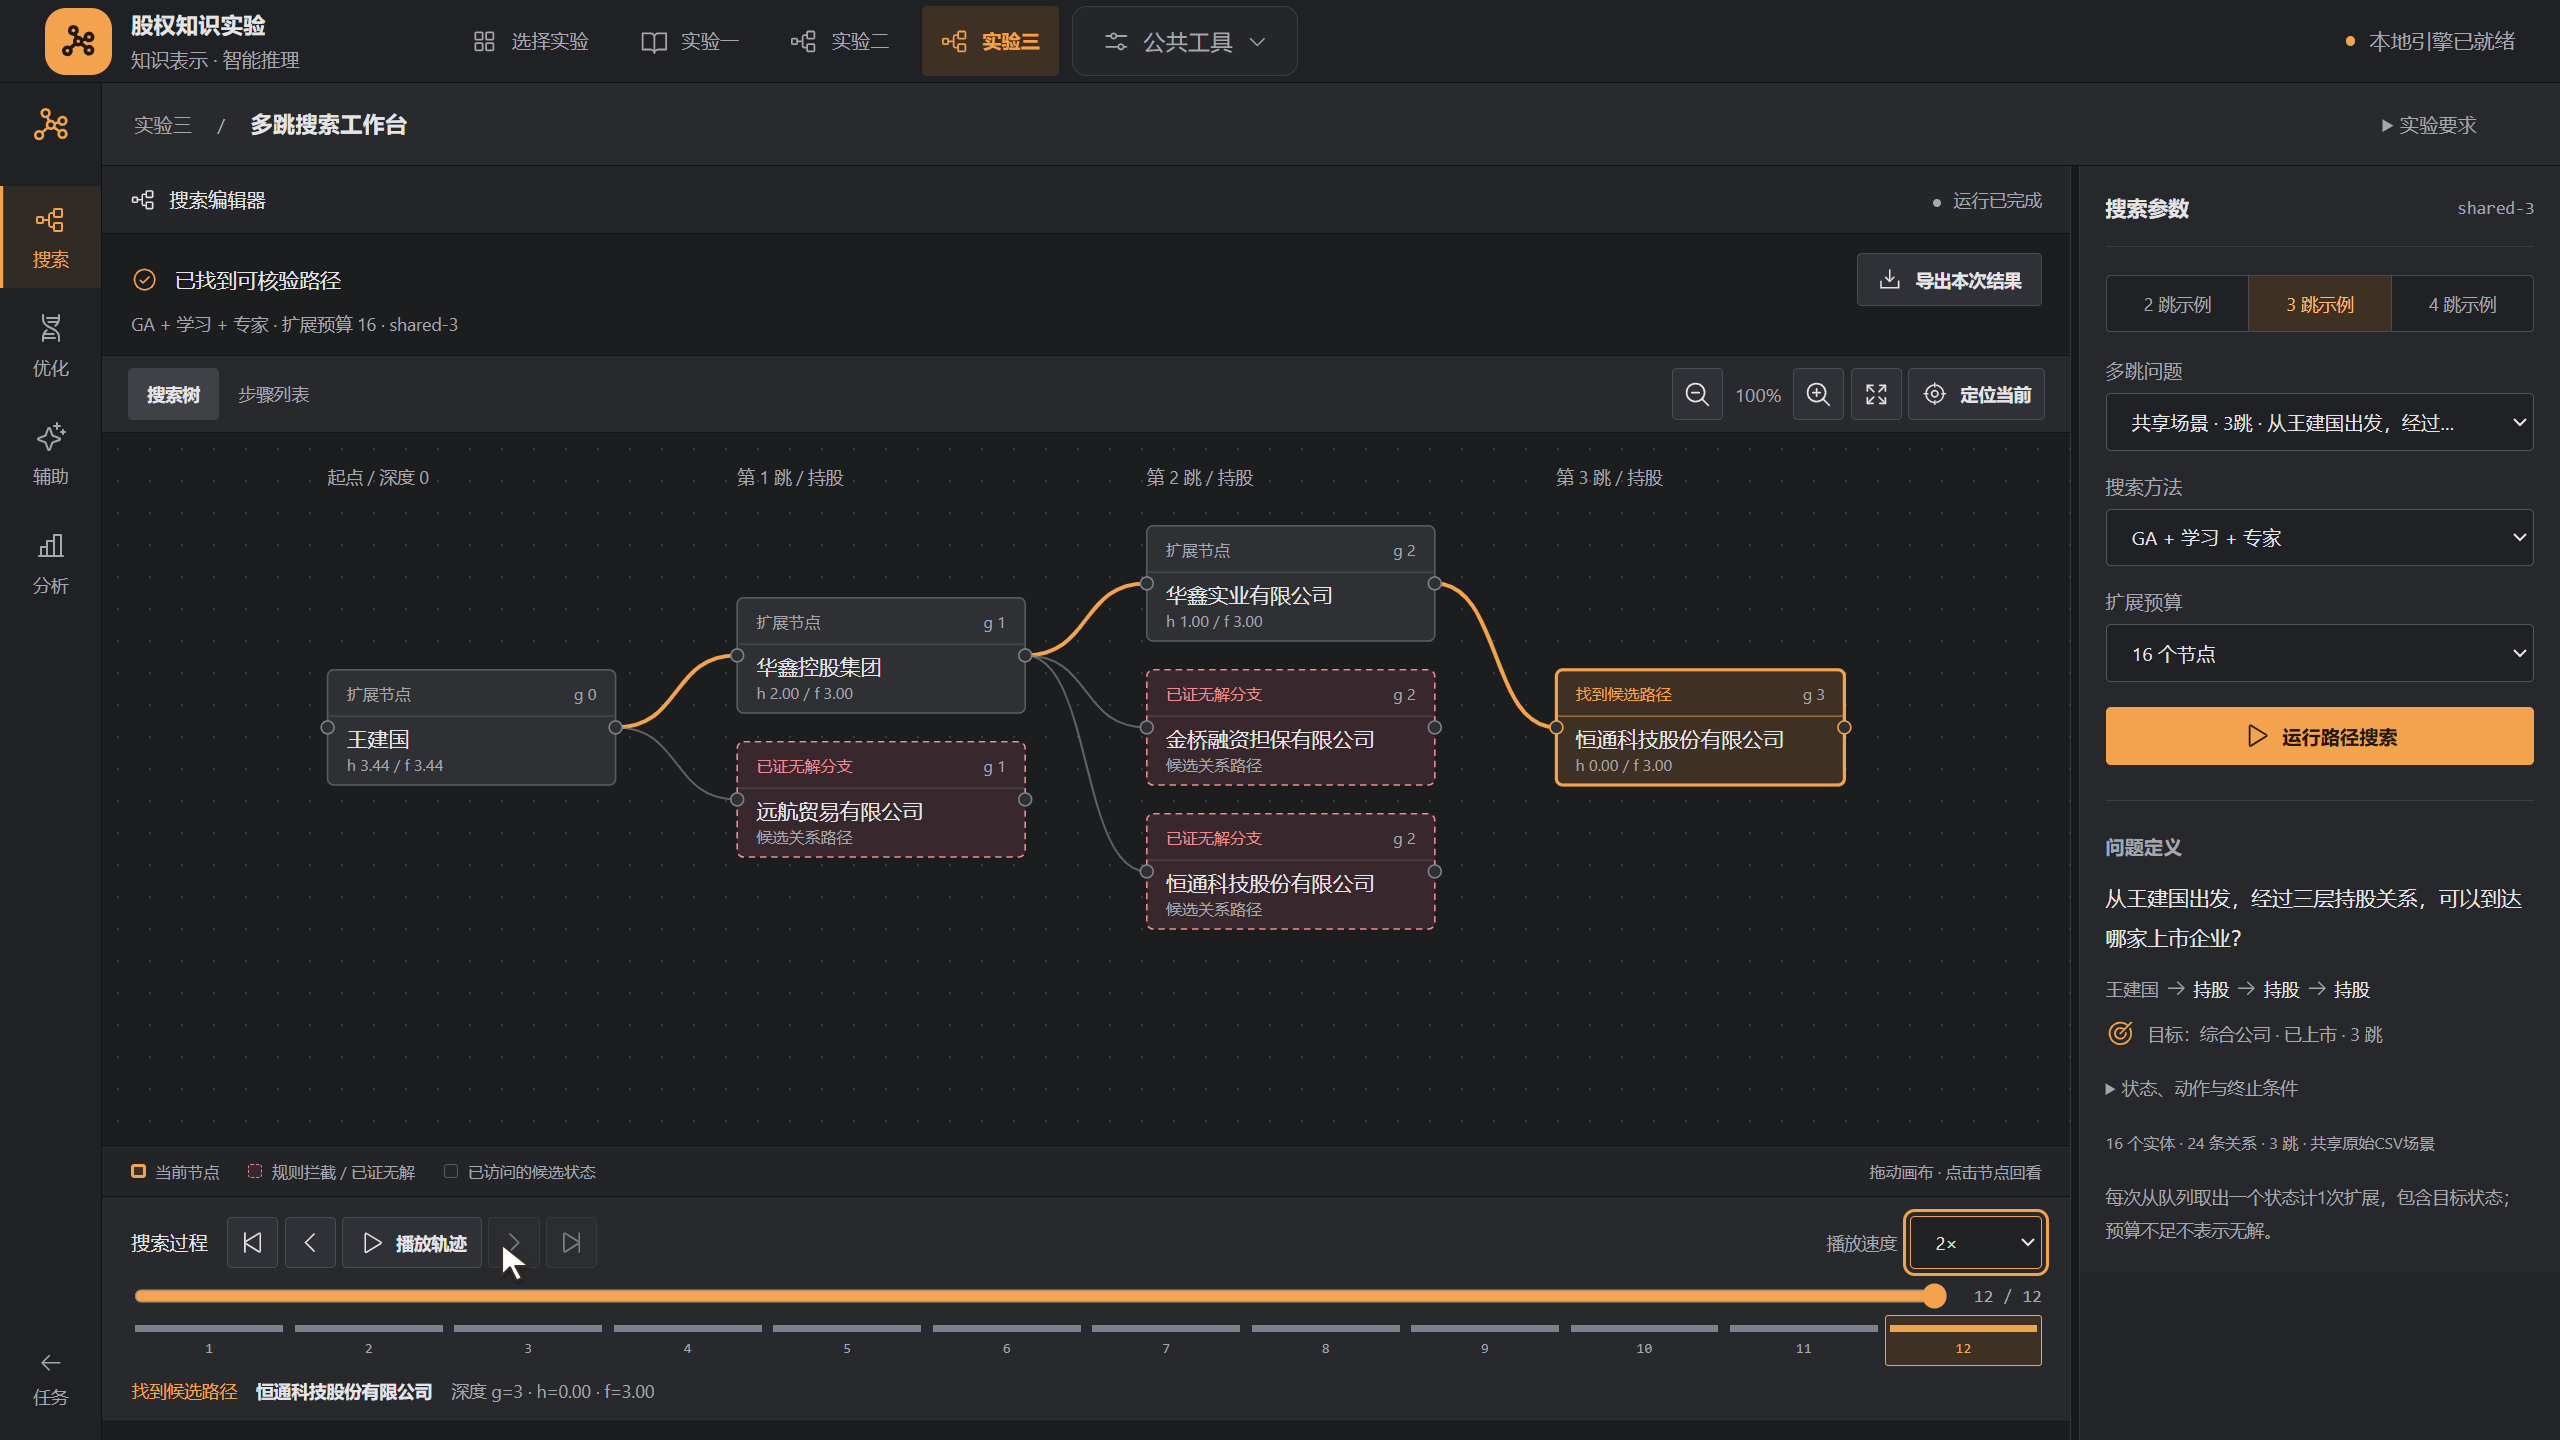 股权知识实验
知识表示 · 智能推理
选择实验
实验一
实验二
实验三
公共工具
本地引擎已就绪
实验三 / 多跳搜索工作台
实验要求
搜索
优化
辅助
分析
任务
搜索编辑器
运行已完成
已找到可核验路径
GA + 学习 + 专家 · 扩展预算 16 · shared-3
导出本次结果
搜索树
步骤列表
100%
定位当前
起点 / 深度 0
第 1 跳 / 持股
第 2 跳 / 持股
第 3 跳 / 持股
扩展节点 g 0
王建国
h 3.44 / f 3.44
扩展节点 g 1
华鑫控股集团
h 2.00 / f 3.00
已证无解分支 g 1
远航贸易有限公司
候选关系路径
扩展节点 g 2
华鑫实业有限公司
h 1.00 / f 3.00
已证无解分支 g 2
金桥融资担保有限公司
候选关系路径
已证无解分支 g 2
恒通科技股份有限公司
候选关系路径
找到候选路径 g 3
恒通科技股份有限公司
h 0.00 / f 3.00
当前节点
规则拦截 / 已证无解
已访问的候选状态
拖动画布 · 点击节点回看
搜索过程
播放轨迹
播放速度
2×
12 / 12
1 2 3 4 5 6 7 8 9 10 11 12
找到候选路径 恒通科技股份有限公司 深度 g=3 · h=0.00 · f=3.00
搜索参数
shared-3
2 跳示例
3 跳示例
4 跳示例
多跳问题
共享场景 · 3跳 · 从王建国出发，经过...
搜索方法
GA + 学习 + 专家
扩展预算
16 个节点
运行路径搜索
问题定义
从王建国出发，经过三层持股关系，可以到达
哪家上市企业？
王建国 → 持股 → 持股 → 持股
目标：综合公司 · 已上市 · 3 跳
状态、动作与终止条件
16 个实体 · 24 条关系 · 3 跳 · 共享原始CSV场景
每次从队列取出一个状态计1次扩展，包含目标状态；
预算不足不表示无解。